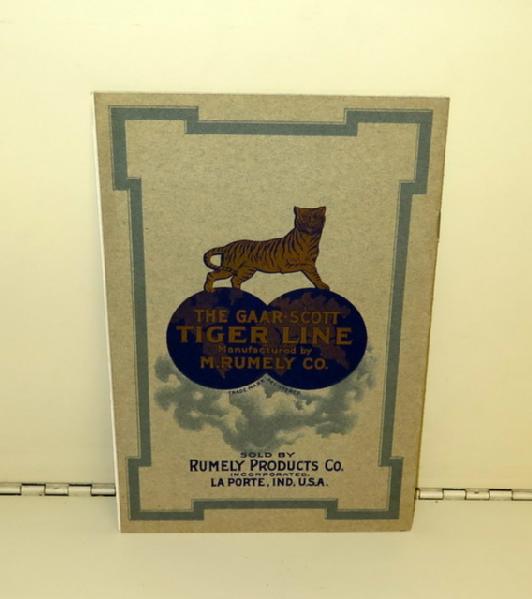 THE GAAR-SCOTT
TIGER LINE
Manufactured by
M. RUMELY CO.
TRADE MARK REGISTERED
SOLD BY
RUMELY PRODUCTS CO.
INCORPORATED.
LA PORTE, IND. U.S.A.